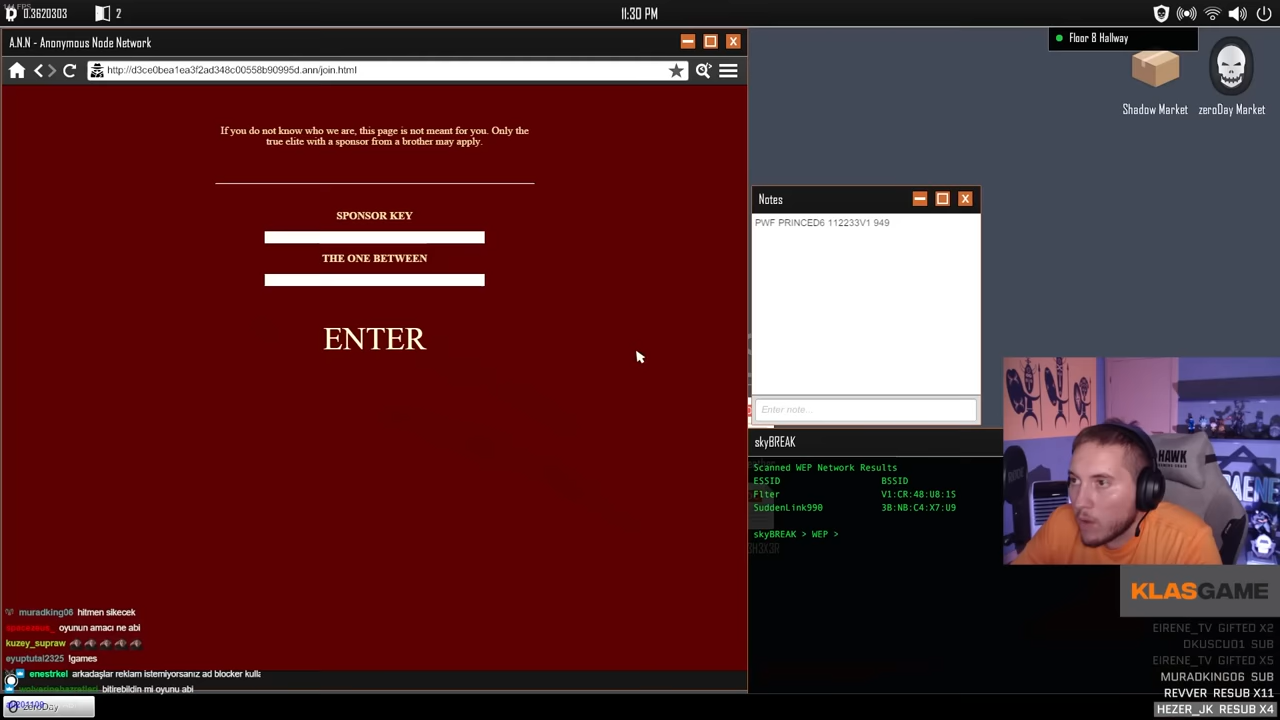 0.3620303
2
11:30 PM
Floor 8 Hallway
A.N.N - Anonymous Node Network
http://d3ce0bea1ea3f2ad348c00558b90995d.ann/join.html
Shadow Market
zeroDay Market
If you do not know who we are, this page is not meant for you. Only the
true elite with a sponsor from a brother may apply.
SPONSOR KEY
THE ONE BETWEEN
ENTER
Notes
PWF PRINCED6 112233V1 949
Enter note...
skyBREAK
Scanned WEP Network Results
ESSID BSSID
Flter V1:CR:48:U8:1S
SuddenLink990 3B:NB:C4:X7:U9
skyBREAK > WEP >
HAWK
KLASGAME
EIRENE_TV GIFTED X2
DKUSCU01 SUB
EIRENE_TV GIFTED X5
MURADKING06 SUB
REVVER RESUB X11
HEZER_JK RESUB X4
muradking06 hitmen sikecek
oyunun amacı ne abi
kuzey_supraw
eyuptutal2325 !games
enestrkel arkadaşlar reklam istemiyorsanız ad blocker kulla
bitirebildin mi oyunu abi
zeroDay